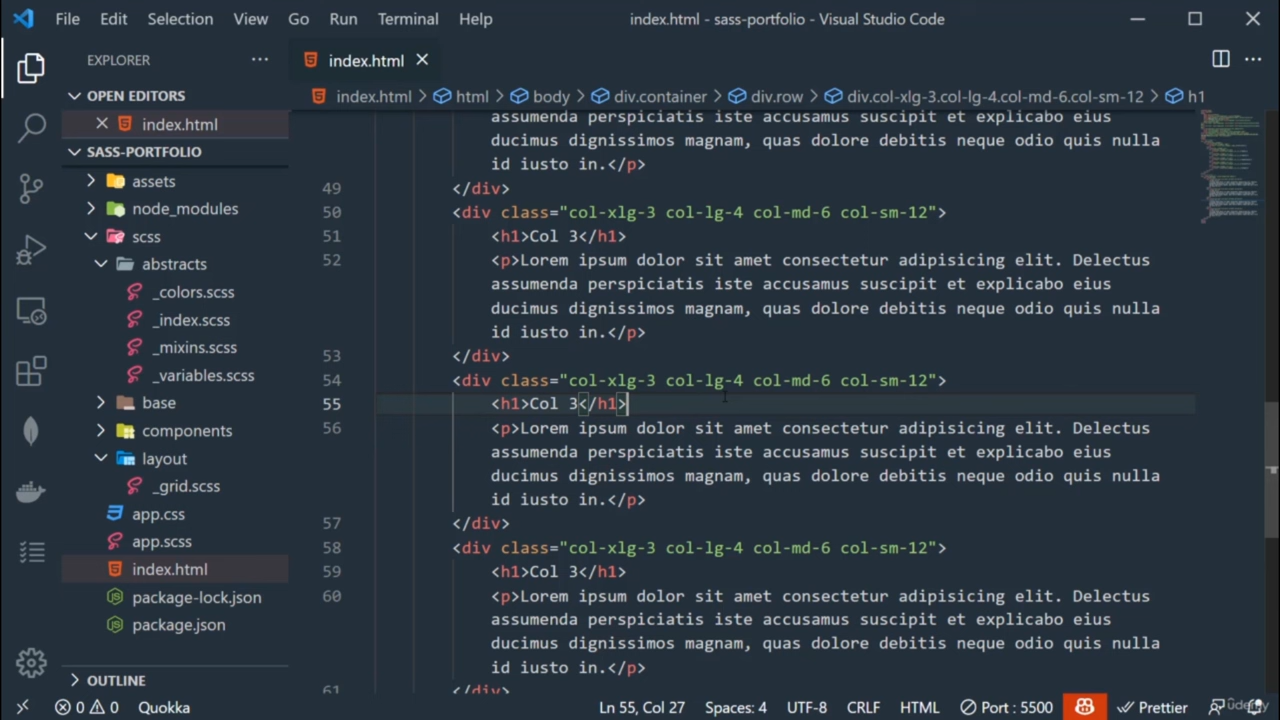 File Edit Selection View Go Run Terminal Help index.html - sass-portfolio - Visual Studio Code
EXPLORER
OPEN EDITORS
index.html
SASS-PORTFOLIO
assets
node_modules
scss
abstracts
_colors.scss
_index.scss
_mixins.scss
_variables.scss
base
components
layout
_grid.scss
app.css
app.scss
index.html
package-lock.json
package.json
OUTLINE
index.html
index.html > html > body > div.container > div.row > div.col-xlg-3.col-lg-4.col-md-6.col-sm-12 > h1
assumenda perspiciatis iste accusamus suscipit et explicabo eius
ducimus dignissimos magnam, quas dolore debitis neque odio quis nulla
id iusto in.</p>
49 </div>
50 <div class="col-xlg-3 col-lg-4 col-md-6 col-sm-12">
51 <h1>Col 3</h1>
52 <p>Lorem ipsum dolor sit amet consectetur adipisicing elit. Delectus
assumenda perspiciatis iste accusamus suscipit et explicabo eius
ducimus dignissimos magnam, quas dolore debitis neque odio quis nulla
id iusto in.</p>
53 </div>
54 <div class="col-xlg-3 col-lg-4 col-md-6 col-sm-12">
55 <h1>Col 3</h1>
56 <p>Lorem ipsum dolor sit amet consectetur adipisicing elit. Delectus
assumenda perspiciatis iste accusamus suscipit et explicabo eius
ducimus dignissimos magnam, quas dolore debitis neque odio quis nulla
id iusto in.</p>
57 </div>
58 <div class="col-xlg-3 col-lg-4 col-md-6 col-sm-12">
59 <h1>Col 3</h1>
60 <p>Lorem ipsum dolor sit amet consectetur adipisicing elit. Delectus
assumenda perspiciatis iste accusamus suscipit et explicabo eius
ducimus dignissimos magnam, quas dolore debitis neque odio quis nulla
id iusto in.</p>
61 </div>
0 0 Quokka Ln 55, Col 27 Spaces: 4 UTF-8 CRLF HTML Port : 5500 Prettier
udemy